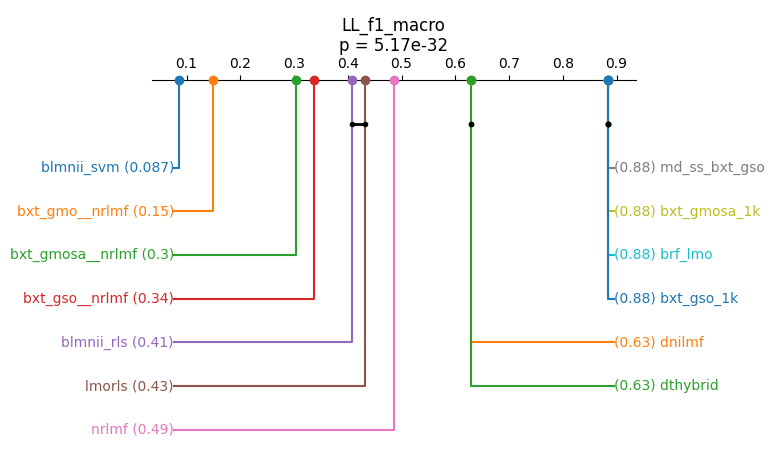 LL_f1_macro
p = 5.17e-32
0.1 0.2 0.3 0.4 0.5 0.6 0.7 0.8 0.9
blmnii_svm (0.087) (0.88) md_ss_bxt_gso
bxt_gmo__nrlmf (0.15) (0.88) bxt_gmosa_1k
bxt_gmosa__nrlmf (0.3) (0.88) brf_lmo
bxt_gso__nrlmf (0.34) (0.88) bxt_gso_1k
blmnii_rls (0.41) (0.63) dnilmf
lmorls (0.43) (0.63) dthybrid
nrlmf (0.49)